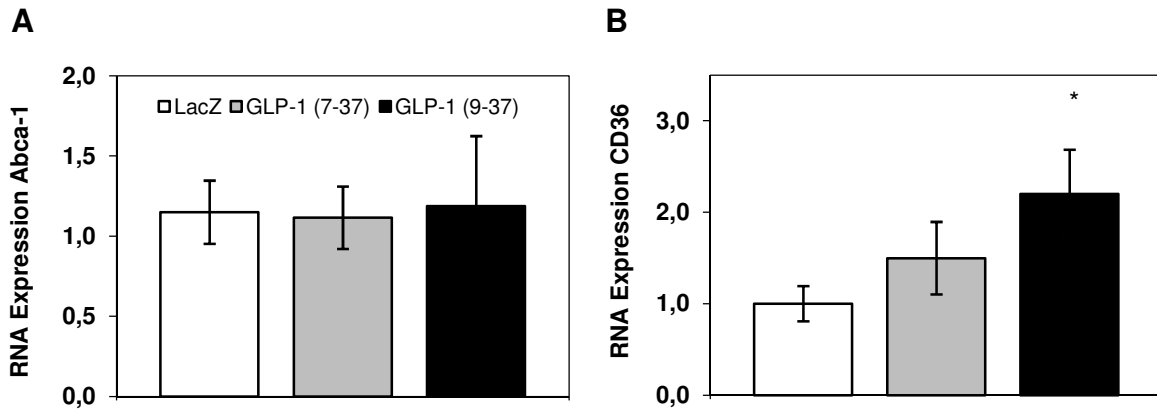 A
RNA Expression Abca-1
2,0
1,5
1,0
0,5
0,0
LacZ GLP-1 (7-37) GLP-1 (9-37)
B
RNA Expression CD36
3,0
2,0
1,0
0,0
*